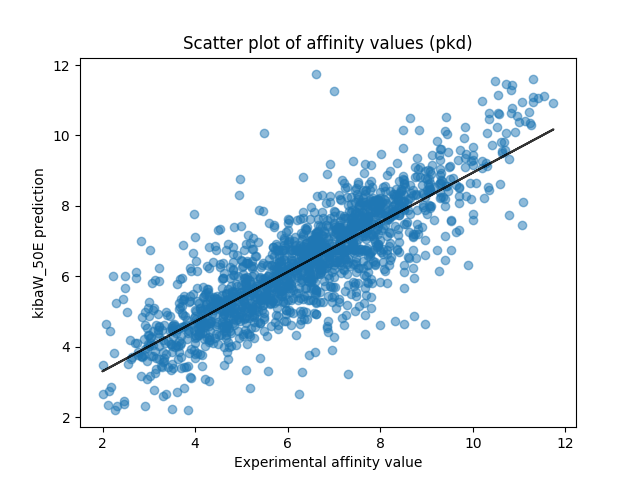 Scatter plot of affinity values (pkd)
12
10
8
6
4
2
kibaW_50E prediction
2 4 6 8 10 12
Experimental affinity value